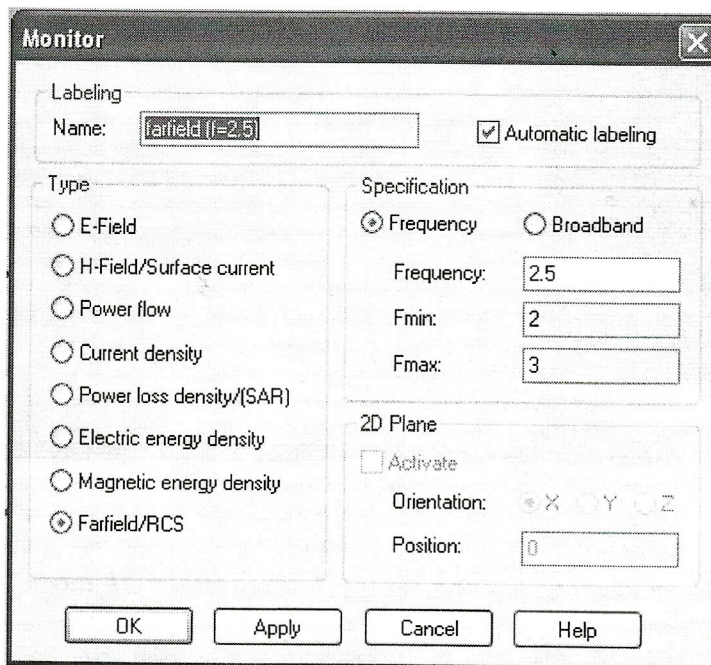 Monitor
Labeling
Name: farfield (f=2.5)
Automatic labeling
Type
E-Field
H-Field/Surface current
Power flow
Current density
Power loss density/(SAR)
Electric energy density
Magnetic energy density
Farfield/RCS
Specification
Frequency Broadband
Frequency: 2.5
Fmin: 2
Fmax: 3
2D Plane
Activate
Orientation: X Y Z
Position: 0
OK Apply Cancel Help